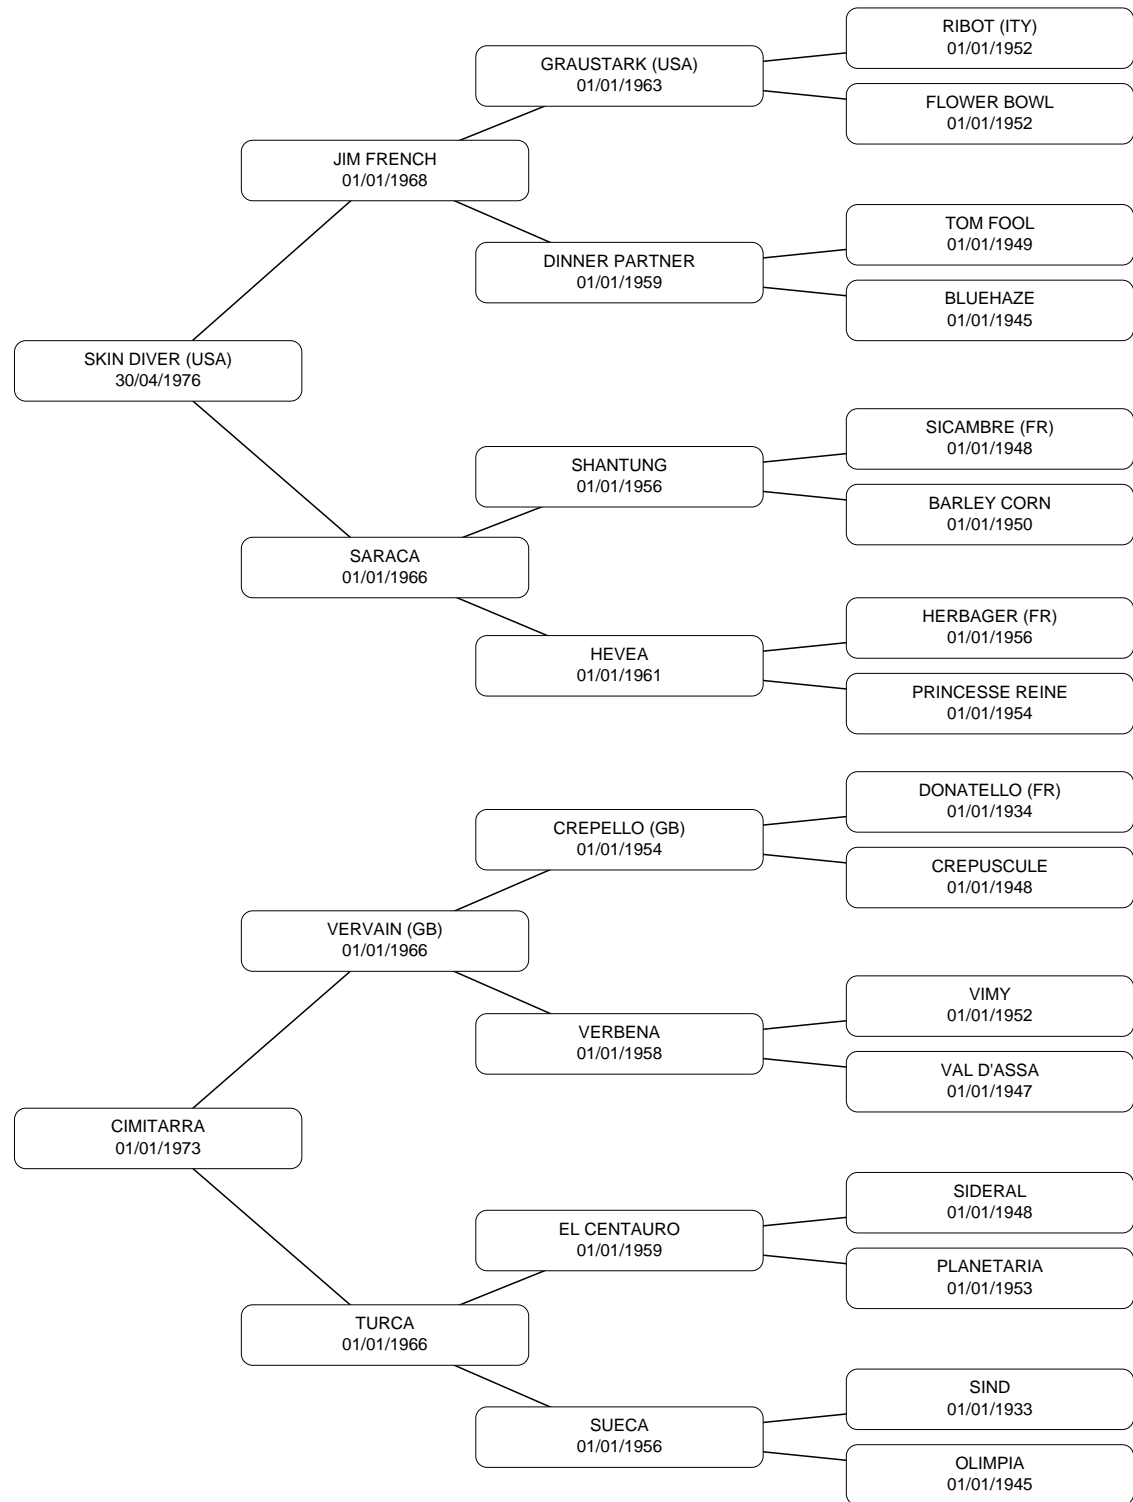 RIBOT (ITY)
01/01/1952
GRAUSTARK (USA)
01/01/1963
FLOWER BOWL
01/01/1952
JIM FRENCH
01/01/1968
TOM FOOL
01/01/1949
DINNER PARTNER
01/01/1959
BLUEHAZE
01/01/1945
SKIN DIVER (USA)
30/04/1976
SICAMBRE (FR)
01/01/1948
SHANTUNG
01/01/1956
BARLEY CORN
01/01/1950
SARACA
01/01/1966
HERBAGER (FR)
01/01/1956
HEVEA
01/01/1961
PRINCESSE REINE
01/01/1954
DONATELLO (FR)
01/01/1934
CREPELLO (GB)
01/01/1954
CREPUSCULE
01/01/1948
VERVAIN (GB)
01/01/1966
VIMY
01/01/1952
VERBENA
01/01/1958
VAL D'ASSA
01/01/1947
CIMITARRA
01/01/1973
SIDERAL
01/01/1948
EL CENTAURO
01/01/1959
PLANETARIA
01/01/1953
TURCA
01/01/1966
SIND
01/01/1933
SUECA
01/01/1956
OLIMPIA
01/01/1945